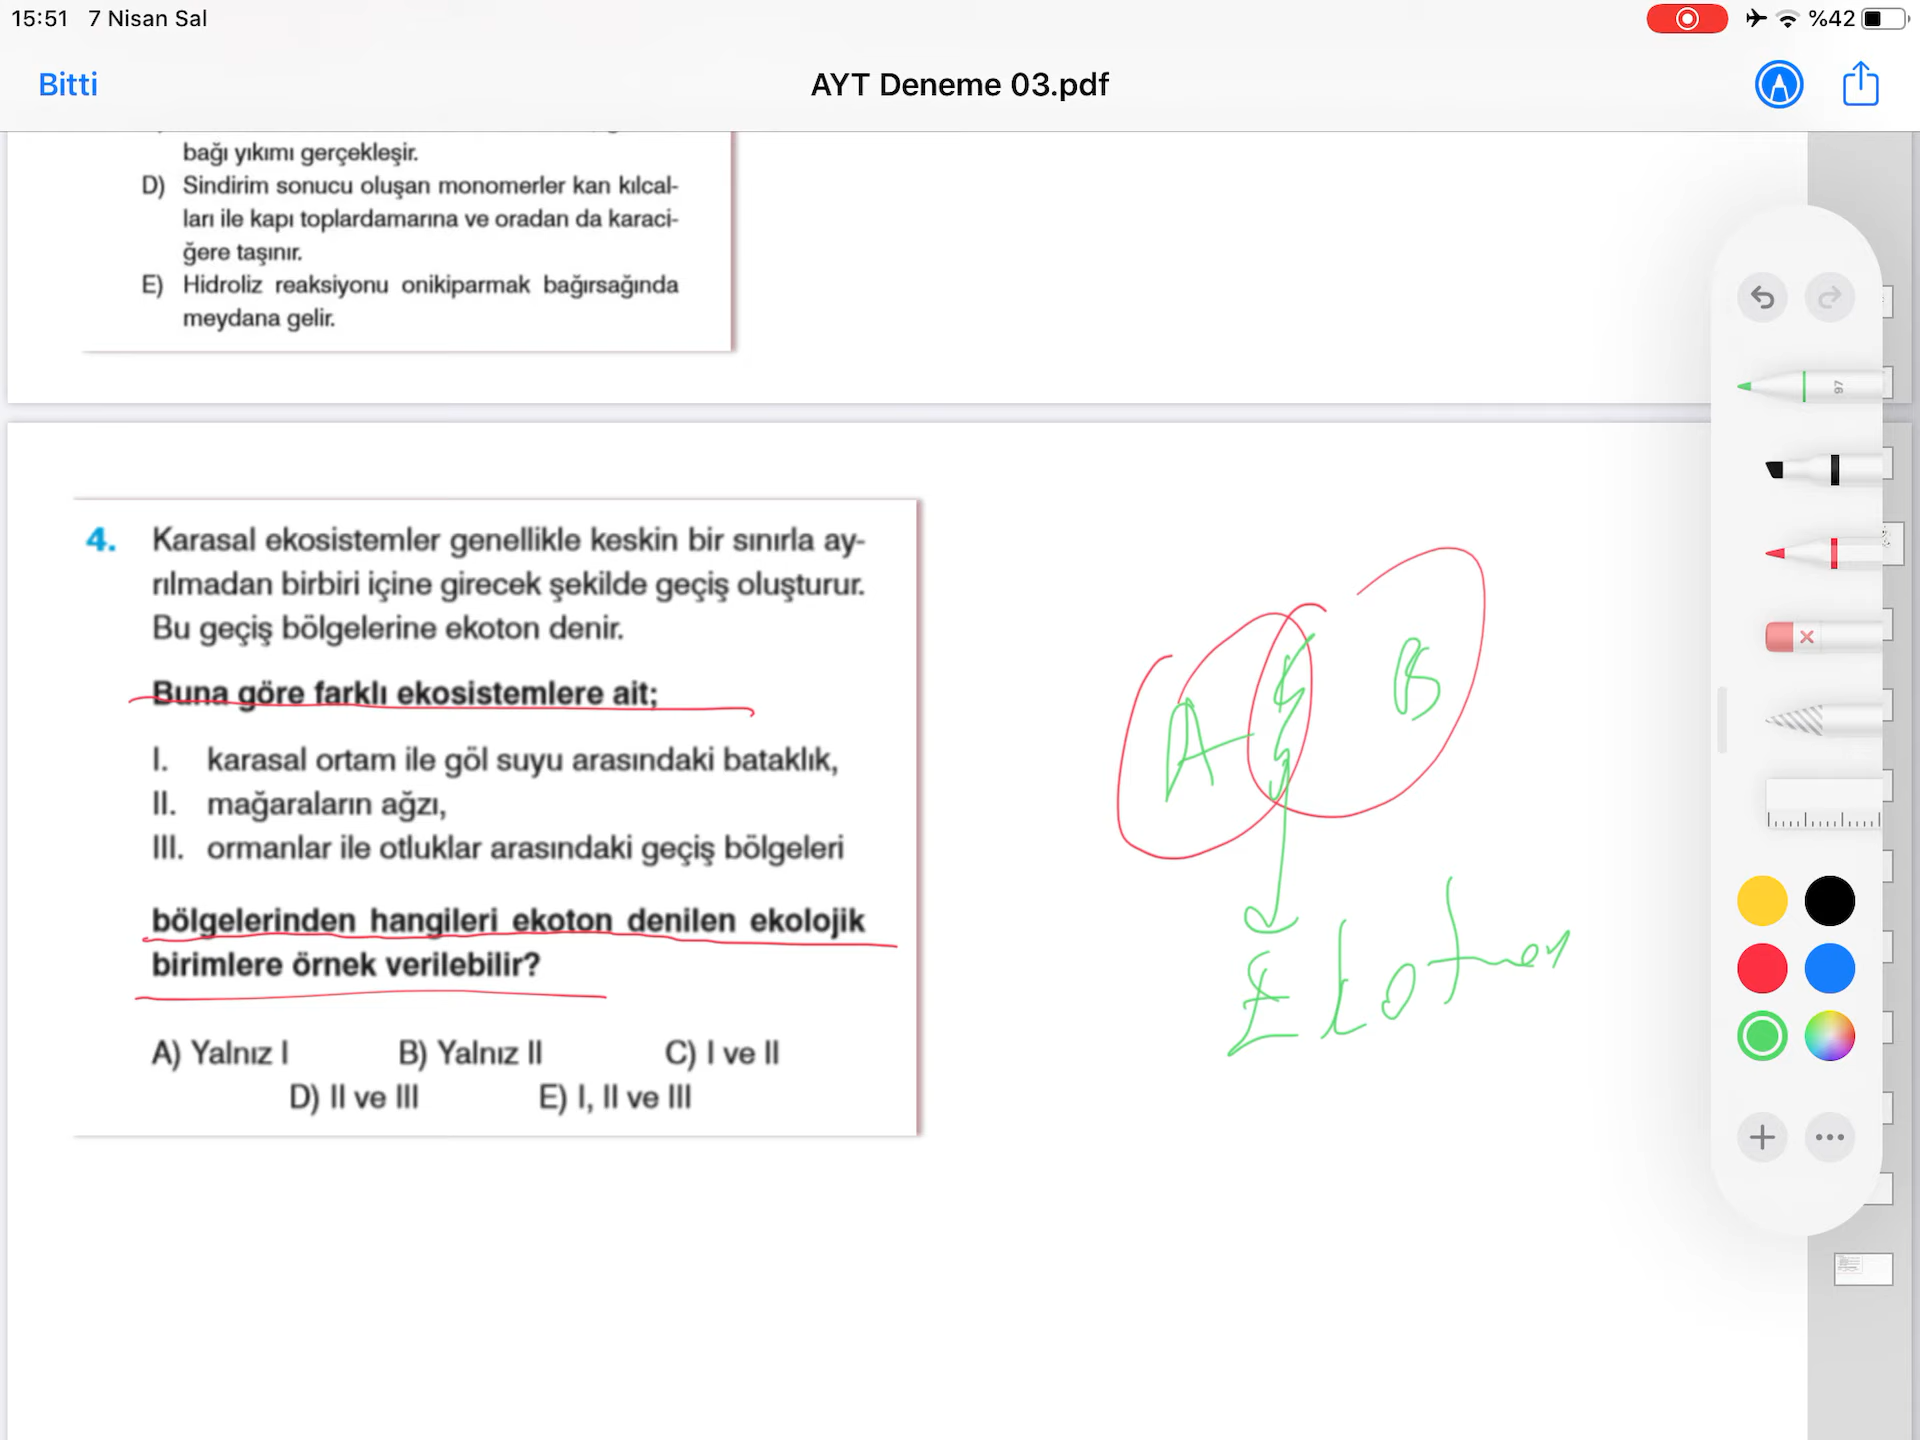 15:51 7 Nisan Sal
%42
Bitti
AYT Deneme 03.pdf
bağı yıkımı gerçekleşir.
D) Sindirim sonucu oluşan monomerler kan kılcal-
ları ile kapı toplardamarına ve oradan da karaci-
ğere taşınır.
E) Hidroliz reaksiyonu onikiparmak bağırsağında
meydana gelir.
97
4. Karasal ekosistemler genellikle keskin bir sınırla ay-
rılmadan birbiri içine girecek şekilde geçiş oluşturur.
Bu geçiş bölgelerine ekoton denir.
Buna göre farklı ekosistemlere ait;
I. karasal ortam ile göl suyu arasındaki bataklık,
II. mağaraların ağzı,
III. ormanlar ile otluklar arasındaki geçiş bölgeleri
bölgelerinden hangileri ekoton denilen ekolojik
birimlere örnek verilebilir?
A) Yalnız I B) Yalnız II C) I ve II
D) II ve III E) I, II ve III
A B